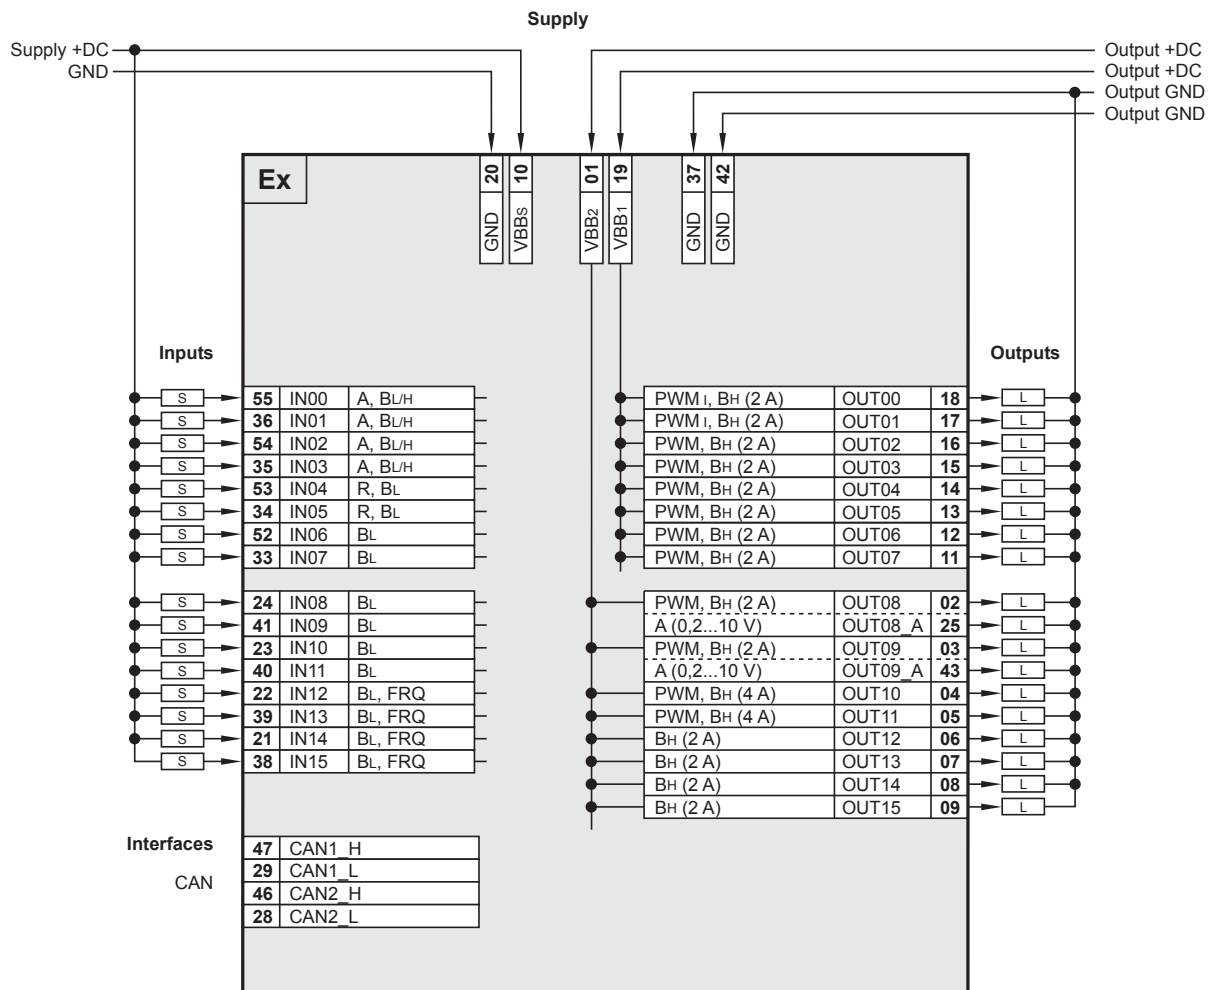 Supply
Supply +DC
GND
Output +DC
Output +DC
Output GND
Output GND
Ex
20 GND
10 VBBS
01 VBB2
19 VBB1
37 GND
42 GND
Inputs
Outputs
S 55 IN00 A, BL/H
S 36 IN01 A, BL/H
S 54 IN02 A, BL/H
S 35 IN03 A, BL/H
S 53 IN04 R, BL
S 34 IN05 R, BL
S 52 IN06 BL
S 33 IN07 BL
S 24 IN08 BL
S 41 IN09 BL
S 23 IN10 BL
S 40 IN11 BL
S 22 IN12 BL, FRQ
S 39 IN13 BL, FRQ
S 21 IN14 BL, FRQ
S 38 IN15 BL, FRQ
PWM I, BH (2 A) OUT00 18 L
PWM I, BH (2 A) OUT01 17 L
PWM, BH (2 A) OUT02 16 L
PWM, BH (2 A) OUT03 15 L
PWM, BH (2 A) OUT04 14 L
PWM, BH (2 A) OUT05 13 L
PWM, BH (2 A) OUT06 12 L
PWM, BH (2 A) OUT07 11 L
PWM, BH (2 A) OUT08 02 L
A (0,2...10 V) OUT08_A 25 L
PWM, BH (2 A) OUT09 03 L
A (0,2...10 V) OUT09_A 43 L
PWM, BH (4 A) OUT10 04 L
PWM, BH (4 A) OUT11 05 L
BH (2 A) OUT12 06 L
BH (2 A) OUT13 07 L
BH (2 A) OUT14 08 L
BH (2 A) OUT15 09 L
Interfaces
CAN
47 CAN1_H
29 CAN1_L
46 CAN2_H
28 CAN2_L